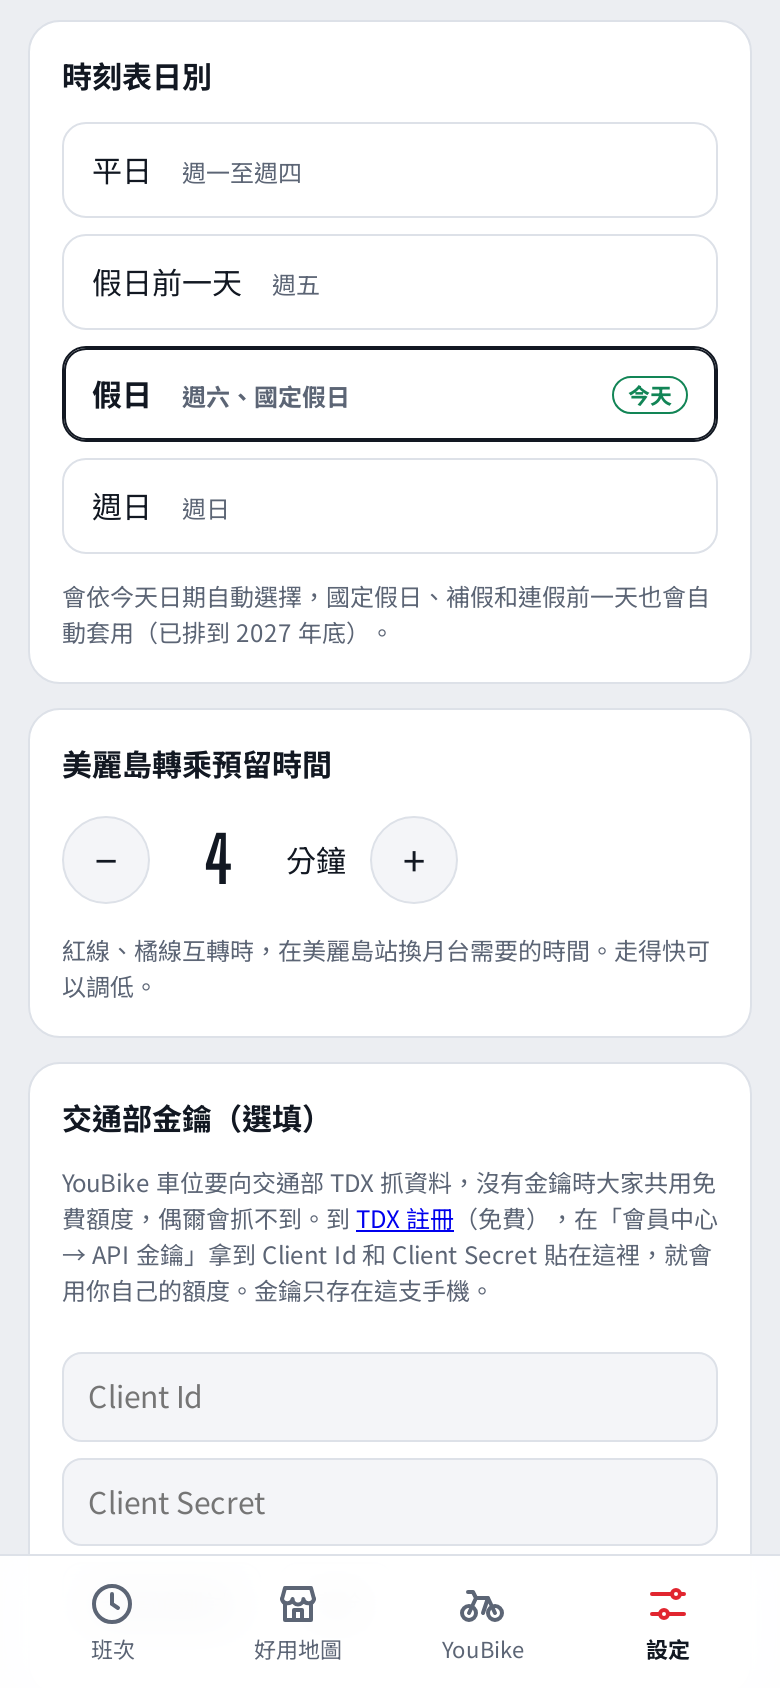 時刻表日別
平日 週一至週四
假日前一天 週五
假日 週六、國定假日 今天
週日 週日
會依今天日期自動選擇，國定假日、補假和連假前一天也會自
動套用（已排到 2027 年底）。
美麗島轉乘預留時間
− 4 分鐘 +
紅線、橘線互轉時，在美麗島站換月台需要的時間。走得快可
以調低。
交通部金鑰（選填）
YouBike 車位要向交通部 TDX 抓資料，沒有金鑰時大家共用免
費額度，偶爾會抓不到。到 TDX 註冊（免費），在「會員中心
→ API 金鑰」拿到 Client Id 和 Client Secret 貼在這裡，就會
用你自己的額度。金鑰只存在這支手機。
Client Id
Client Secret
班次 好用地圖 YouBike 設定